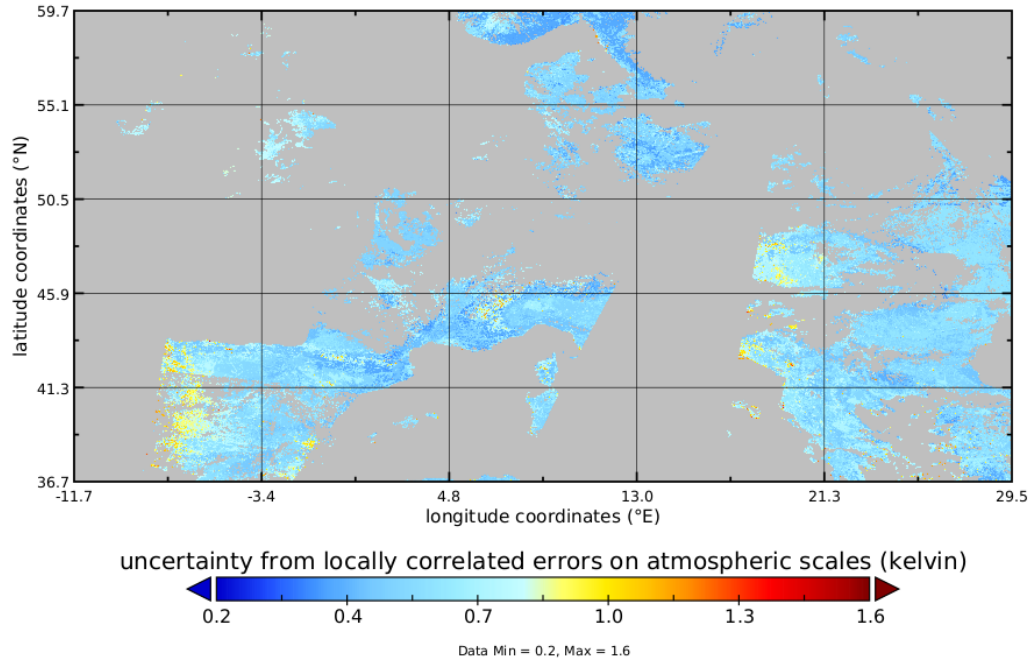 59.7
55.1
50.5
45.9
41.3
36.7
latitude coordinates (°N)
-11.7 -3.4 4.8 13.0 21.3 29.5
longitude coordinates (°E)
uncertainty from locally correlated errors on atmospheric scales (kelvin)
0.2 0.4 0.7 1.0 1.3 1.6
Data Min = 0.2, Max = 1.6